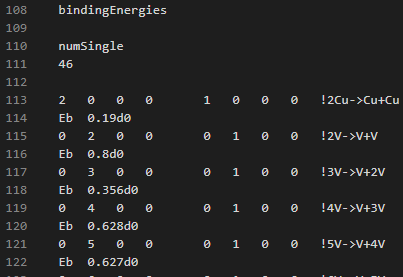 108 bindingEnergies
109
110 numSingle
111 46
112
113 2 0 0 0 1 0 0 0 !2Cu->Cu+Cu
114 Eb 0.19d0
115 0 2 0 0 0 1 0 0 !2V->V+V
116 Eb 0.8d0
117 0 3 0 0 0 1 0 0 !3V->V+2V
118 Eb 0.356d0
119 0 4 0 0 0 1 0 0 !4V->V+3V
120 Eb 0.628d0
121 0 5 0 0 0 1 0 0 !5V->V+4V
122 Eb 0.627d0